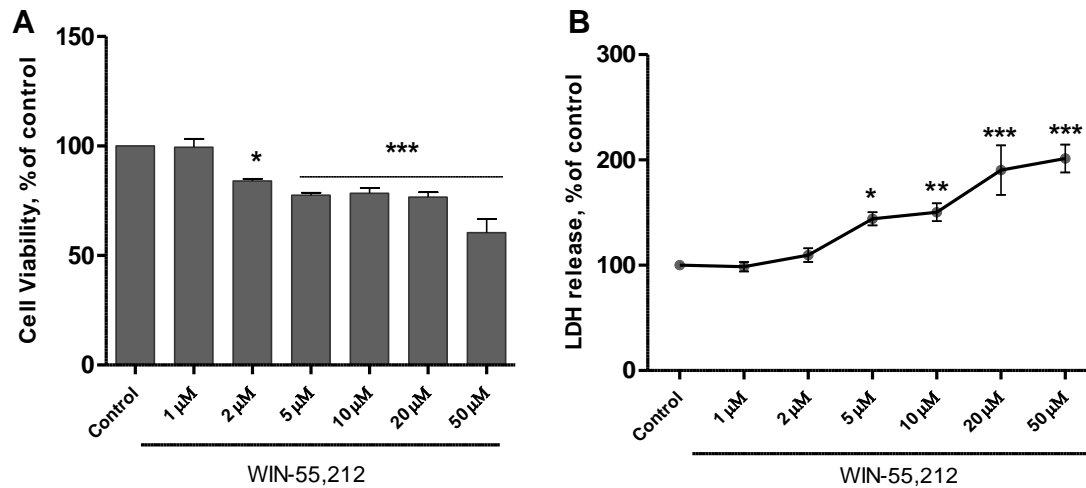 A
Cell Viability, % of control
150
100
50
0
*
***
Control
1 µM
2 µM
5 µM
10 µM
20 µM
50 µM
WIN-55,212
B
LDH release, % of control
300
200
100
0
*
**
***
***
Control
1 µM
2 µM
5 µM
10 µM
20 µM
50 µM
WIN-55,212